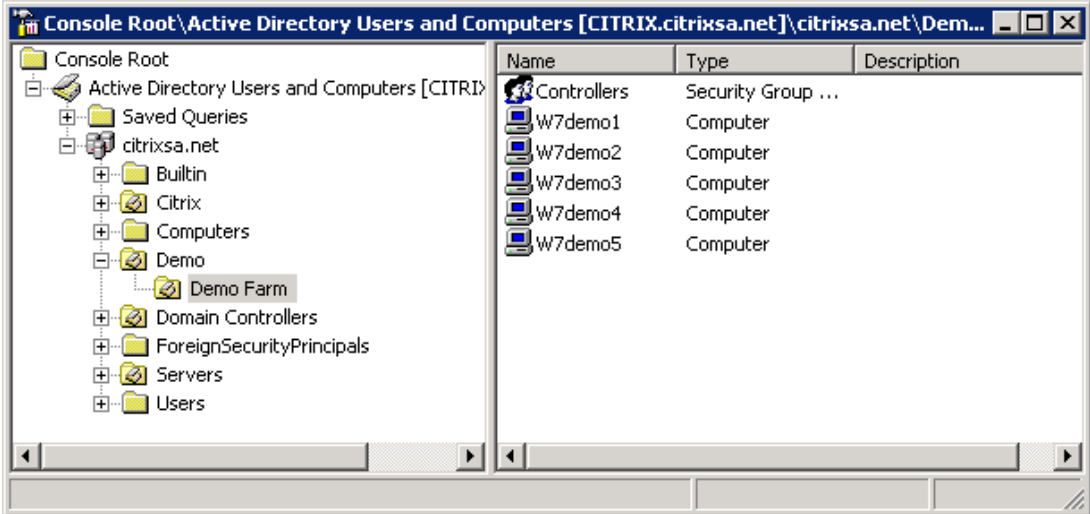 Console Root\Active Directory Users and Computers [CITRIX.citrixsa.net]\citrixsa.net\Dem...
Console Root
Active Directory Users and Computers [CITRIX
Saved Queries
citrixsa.net
Builtin
Citrix
Computers
Demo
Demo Farm
Domain Controllers
ForeignSecurityPrincipals
Servers
Users
Name Type Description
Controllers Security Group ...
W7demo1 Computer
W7demo2 Computer
W7demo3 Computer
W7demo4 Computer
W7demo5 Computer